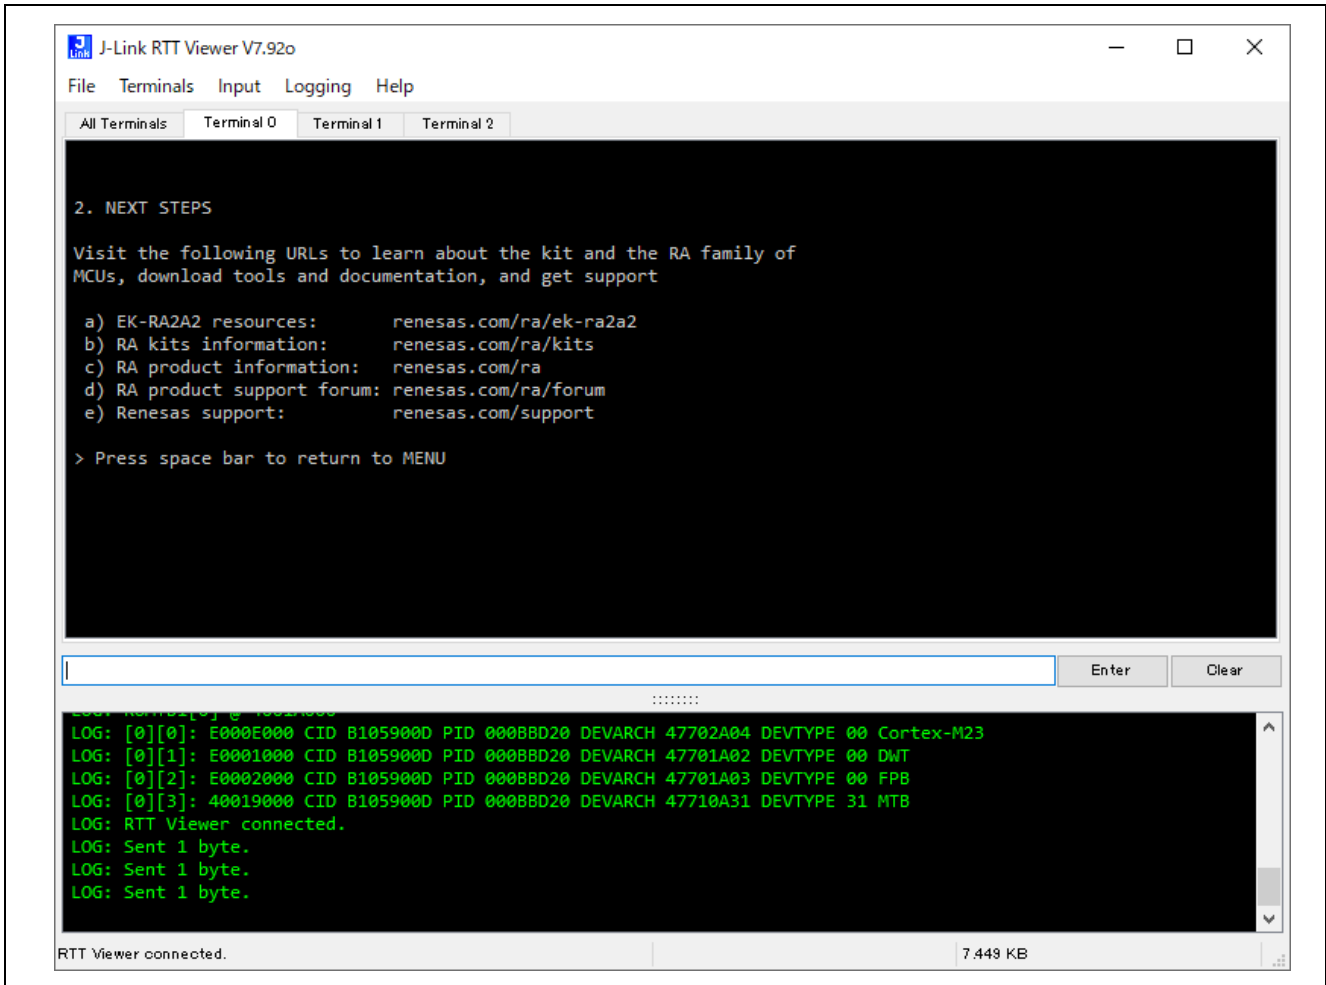 J-Link RTT Viewer V7.92o
File Terminals Input Logging Help
All Terminals Terminal 0 Terminal 1 Terminal 2
2. NEXT STEPS
Visit the following URLs to learn about the kit and the RA family of
MCUs, download tools and documentation, and get support
a) EK-RA2A2 resources: renesas.com/ra/ek-ra2a2
b) RA kits information: renesas.com/ra/kits
c) RA product information: renesas.com/ra
d) RA product support forum: renesas.com/ra/forum
e) Renesas support: renesas.com/support
> Press space bar to return to MENU
Enter Clear
LOG: ROMTbl[0] @ 4001A000
LOG: [0][0]: E000E000 CID B105900D PID 000BBD20 DEVARCH 47702A04 DEVTYPE 00 Cortex-M23
LOG: [0][1]: E0001000 CID B105900D PID 000BBD20 DEVARCH 47701A02 DEVTYPE 00 DWT
LOG: [0][2]: E0002000 CID B105900D PID 000BBD20 DEVARCH 47701A03 DEVTYPE 00 FPB
LOG: [0][3]: 40019000 CID B105900D PID 000BBD20 DEVARCH 47710A31 DEVTYPE 31 MTB
LOG: RTT Viewer connected.
LOG: Sent 1 byte.
LOG: Sent 1 byte.
LOG: Sent 1 byte.
RTT Viewer connected. 7.449 KB